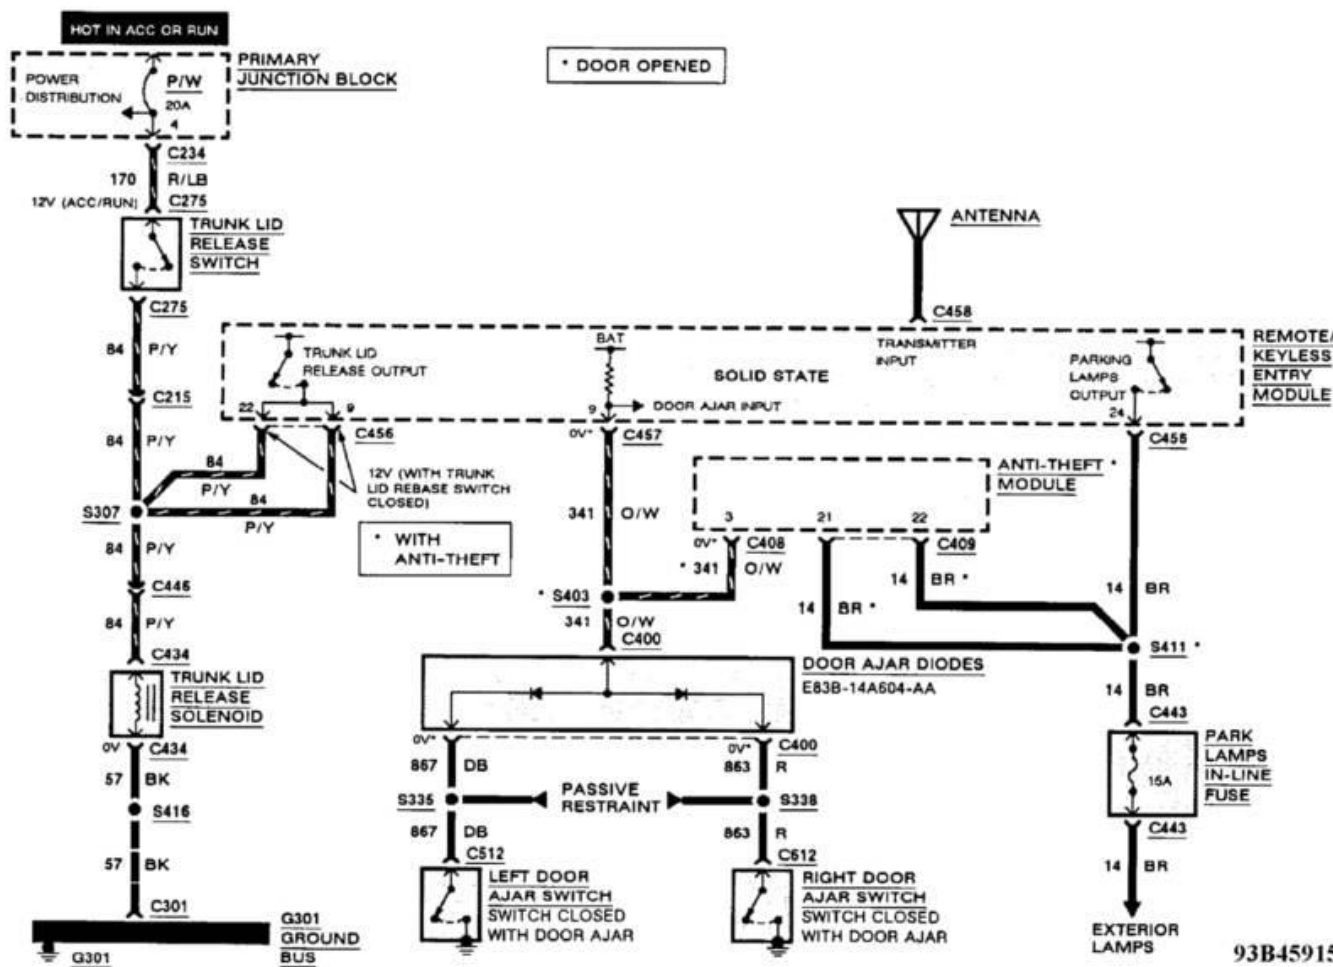 HOT IN ACC OR RUN
PRIMARY
JUNCTION BLOCK
POWER
DISTRIBUTION
P/W
20A
4
* DOOR OPENED
C234
170 R/LB
12V (ACC/RUN) C275
TRUNK LID
RELEASE
SWITCH
ANTENNA
C275
C458
84 P/Y
TRUNK LID
RELEASE OUTPUT
BAT
SOLID STATE
TRANSMITTER
INPUT
PARKING
LAMPS
OUTPUT
REMOTE/
KEYLESS
ENTRY
MODULE
C215
22 9
9 DOOR AJAR INPUT
24
C456
0V* C457
C456
84 P/Y
84
P/Y
84
P/Y
12V (WITH TRUNK
LID REBASE SWITCH
CLOSED)
S307
* WITH
ANTI-THEFT
341 O/W
ANTI-THEFT *
MODULE
3 21 22
0V* C408
C409
84 P/Y
C446
* 341 O/W
14 BR *
14 BR *
14 BR
* S403
84 P/Y
341 O/W
C400
S411 *
C434
TRUNK LID
RELEASE
SOLENOID
DOOR AJAR DIODES
E83B-14A604-AA
14 BR
C443
PARK
LAMPS
IN-LINE
FUSE
15A
0V C434
0V*
0V* C400
57 BK
867 DB
863 R
S416
S335
PASSIVE
RESTRAINT
S338
C443
867 DB
863 R
57 BK
C512
C612
14 BR
LEFT DOOR
AJAR SWITCH
SWITCH CLOSED
WITH DOOR AJAR
RIGHT DOOR
AJAR SWITCH
SWITCH CLOSED
WITH DOOR AJAR
C301
G301
GROUND
BUS
G301
EXTERIOR
LAMPS
93B45915